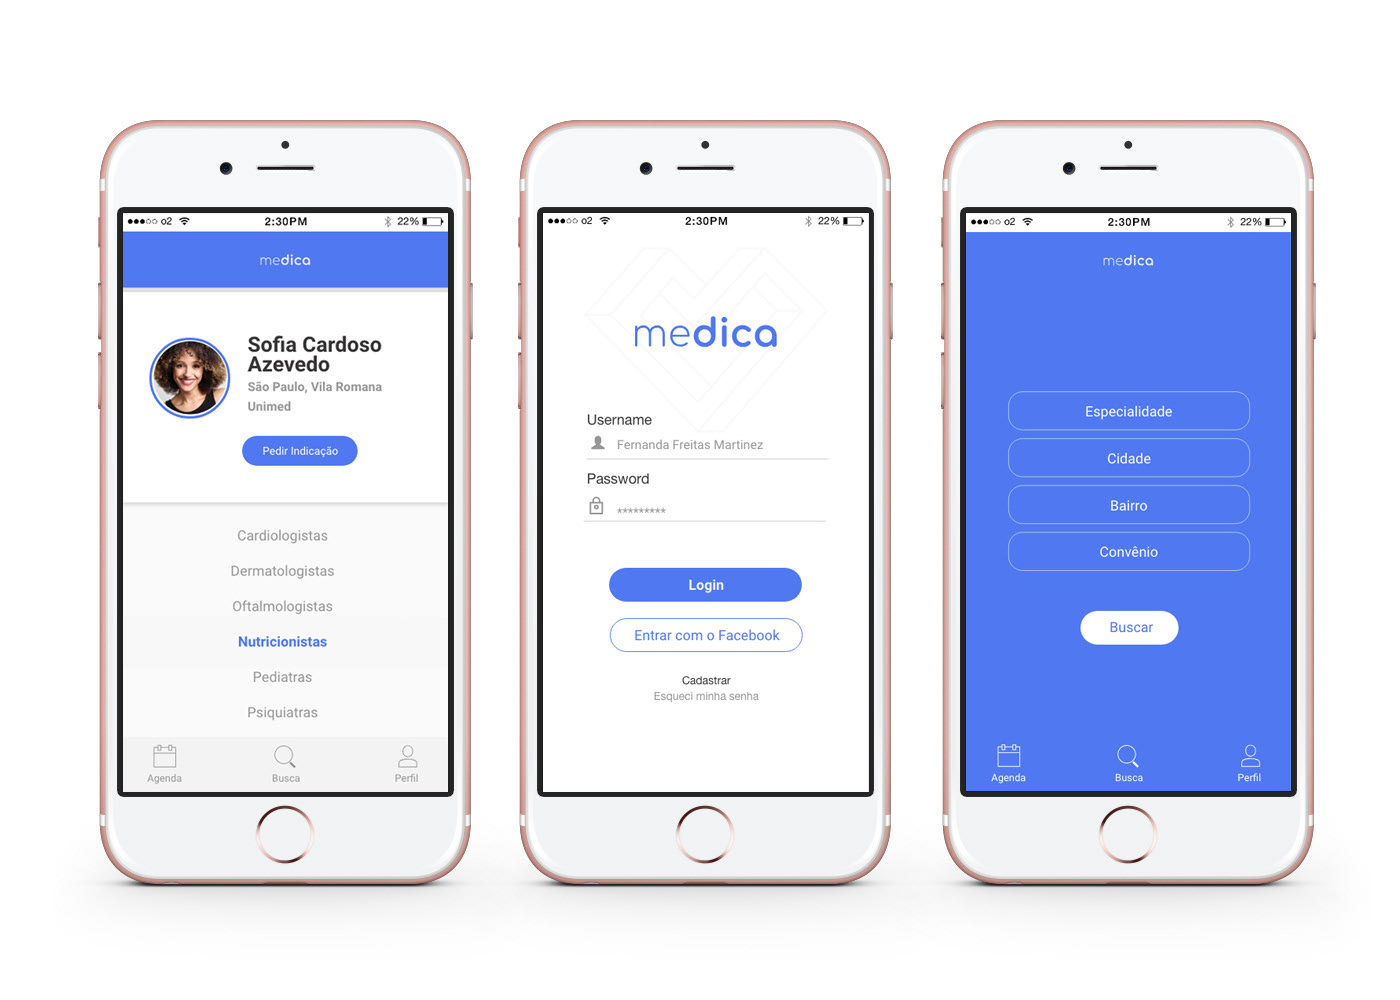 o2 2:30PM 22%
medica
Sofia Cardoso
Azevedo
São Paulo, Vila Romana
Unimed
Pedir Indicação
Cardiologistas
Dermatologistas
Oftalmologistas
Nutricionistas
Pediatras
Psiquiatras
Agenda Busca Perfil
o2 2:30PM 22%
medica
Username
Fernanda Freitas Martinez
Password
*********
Login
Entrar com o Facebook
Cadastrar
Esqueci minha senha
o2 2:30PM 22%
medica
Especialidade
Cidade
Bairro
Convênio
Buscar
Agenda Busca Perfil